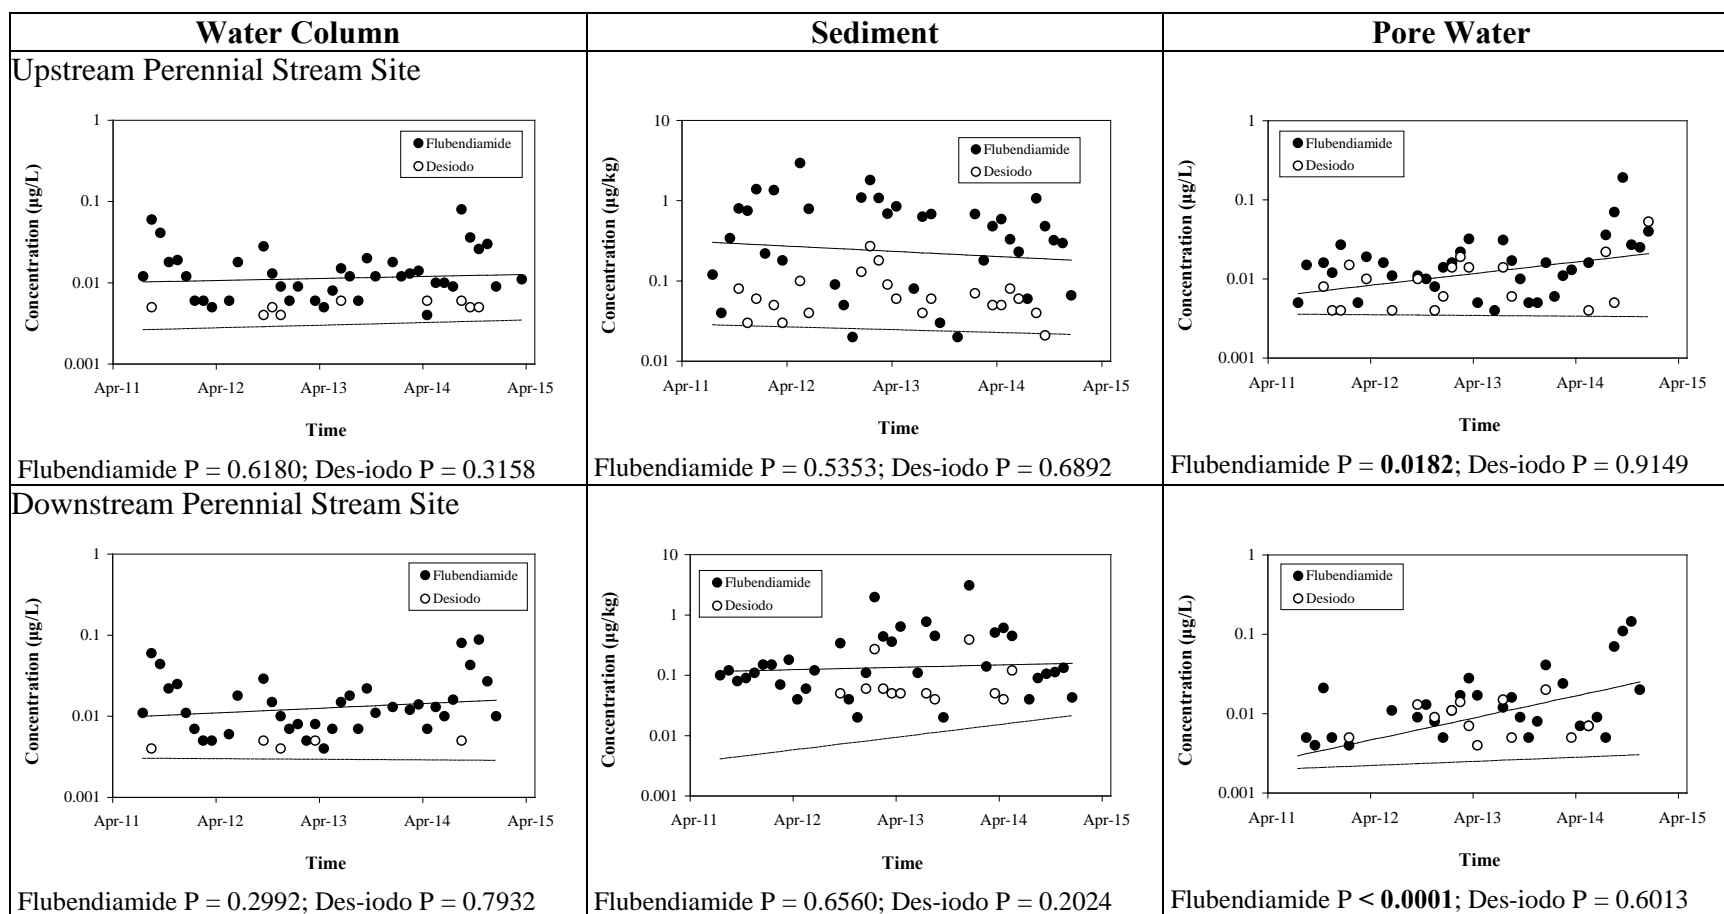 Water Column
Sediment
Pore Water
Upstream Perennial Stream Site
Concentration (µg/L)
1
0.1
0.01
0.001
Flubendiamide
Desiodo
Apr-11
Apr-12
Apr-13
Apr-14
Apr-15
Time
Flubendiamide P = 0.6180; Des-iodo P = 0.3158
Concentration (µg/kg)
10
1
0.1
0.01
Flubendiamide
Desiodo
Apr-11
Apr-12
Apr-13
Apr-14
Apr-15
Time
Flubendiamide P = 0.5353; Des-iodo P = 0.6892
Concentration (µg/L)
1
0.1
0.01
0.001
Flubendiamide
Desiodo
Apr-11
Apr-12
Apr-13
Apr-14
Apr-15
Time
Flubendiamide P = 0.0182; Des-iodo P = 0.9149
Downstream Perennial Stream Site
Concentration (µg/L)
1
0.1
0.01
0.001
Flubendiamide
Desiodo
Apr-11
Apr-12
Apr-13
Apr-14
Apr-15
Time
Flubendiamide P = 0.2992; Des-iodo P = 0.7932
Concentration (µg/kg)
10
1
0.1
0.01
0.001
Flubendiamide
Desiodo
Apr-11
Apr-12
Apr-13
Apr-14
Apr-15
Time
Flubendiamide P = 0.6560; Des-iodo P = 0.2024
Concentration (µg/L)
1
0.1
0.01
0.001
Flubendiamide
Desiodo
Apr-11
Apr-12
Apr-13
Apr-14
Apr-15
Time
Flubendiamide P < 0.0001; Des-iodo P = 0.6013